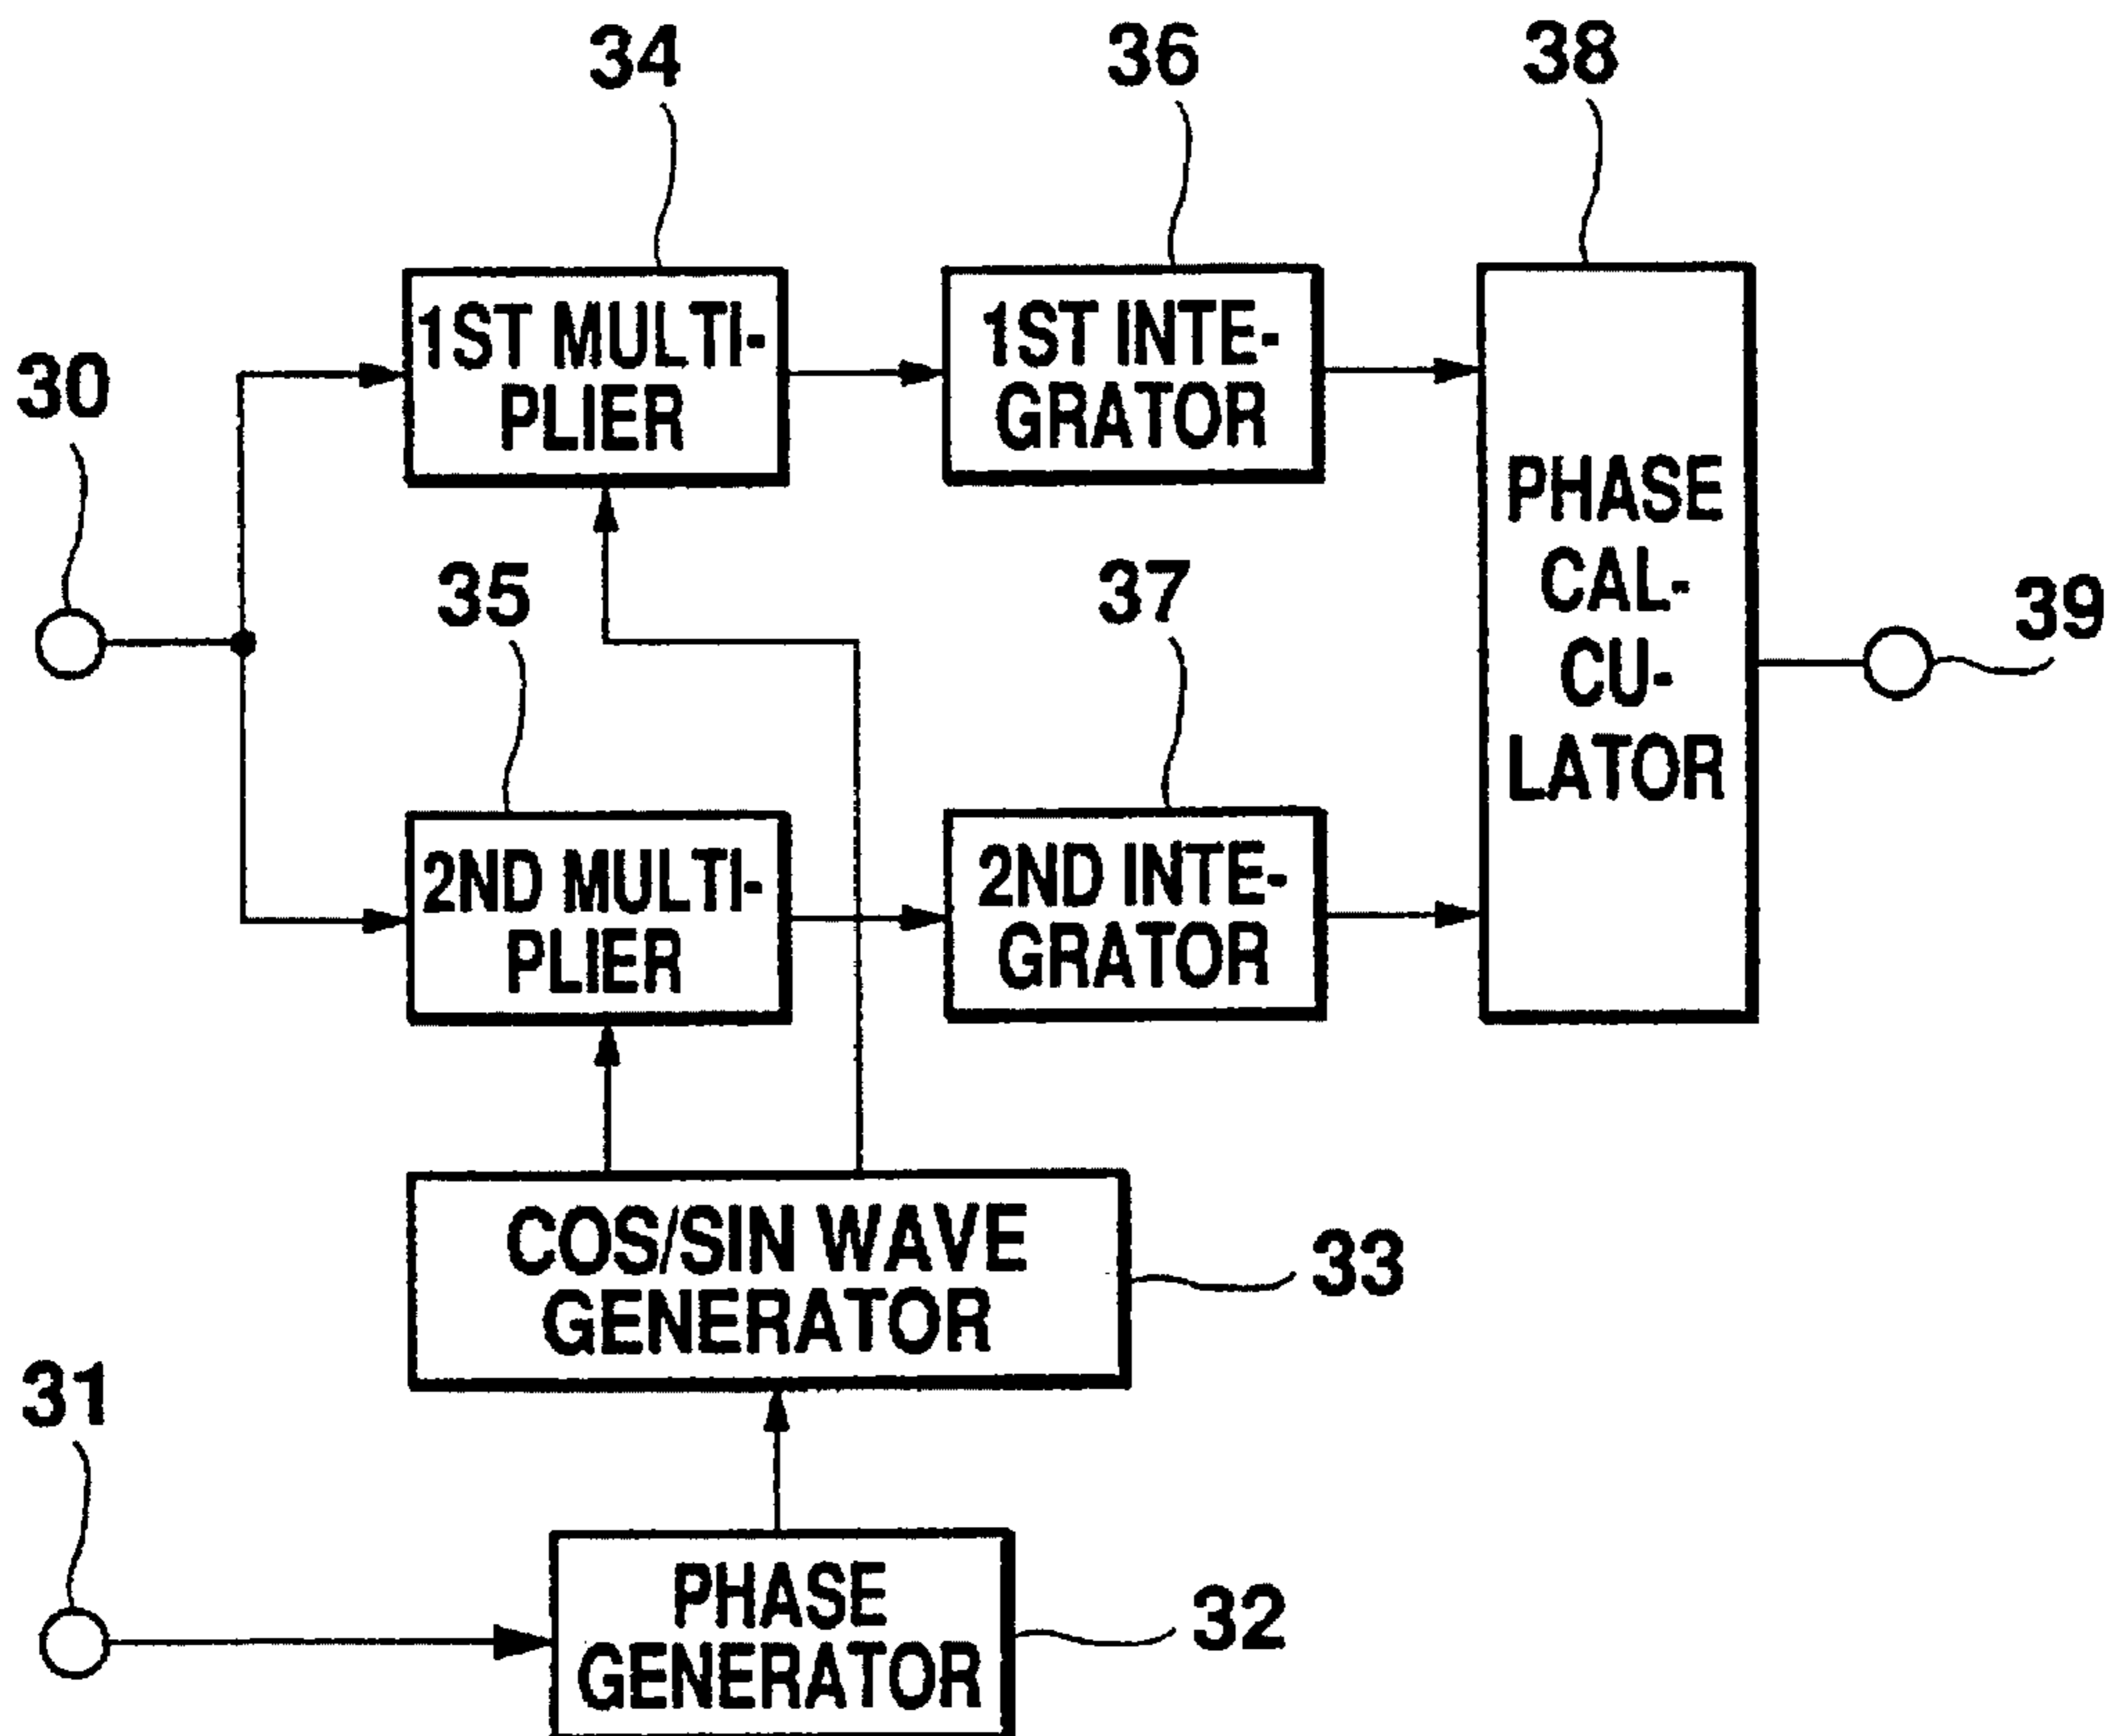 34
36
38
1ST MULTI-
PLIER
1ST INTE-
GRATOR
30
PHASE
CAL-
CU-
LATOR
35
37
39
2ND MULTI-
PLIER
2ND INTE-
GRATOR
COS/SIN WAVE
GENERATOR
33
31
PHASE
GENERATOR
32